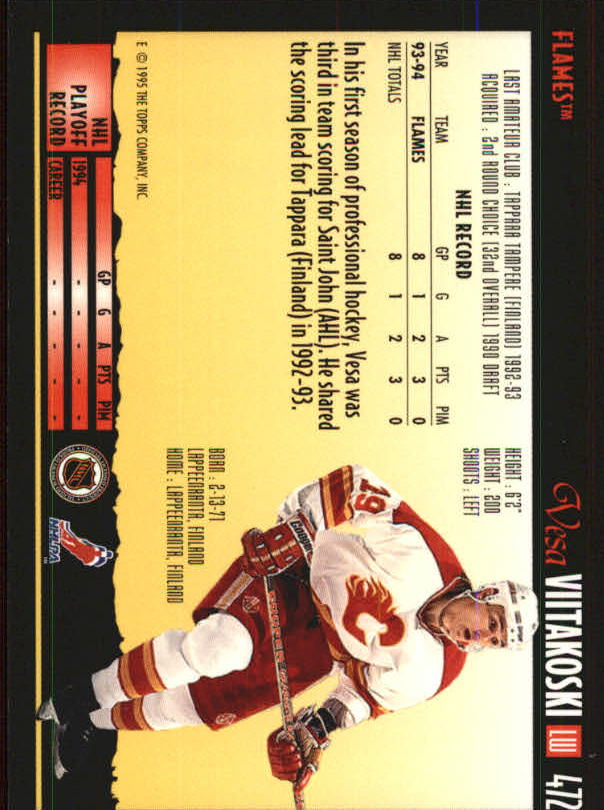 FLAMES™
Vesa VIITAKOSKI LW 472
LAST AMATEUR CLUB : TAPPARA TAMPERE (FINLAND) 1992-93
ACQUIRED : 2nd ROUND CHOICE (32nd OVERALL) 1990 DRAFT
HEIGHT : 6'2"
WEIGHT : 200
SHOOTS : LEFT
NHL RECORD
YEAR TEAM GP G A PTS PIM
93-94 FLAMES 8 1 2 3 0
NHL TOTALS 8 1 2 3 0
In his first season of professional hockey, Vesa was
third in team scoring for Saint John (AHL). He shared
the scoring lead for Tappara (Finland) in 1992-93.
BORN : 2-13-71
LAPPEENRANTA, FINLAND
HOME : LAPPEENRANTA, FINLAND
19
C
E © 1995 THE TOPPS COMPANY, INC.
NHL PLAYOFF RECORD
GP G A PTS PIM
1994 - - - - -
CAREER - - - - -
NHL
NHLPA